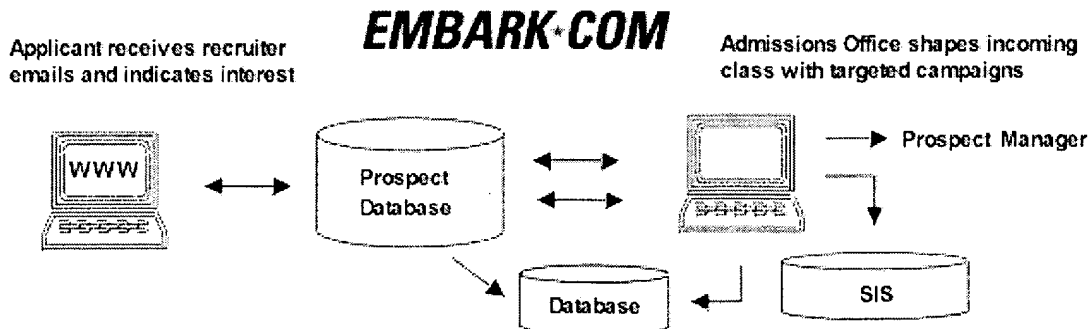 EMBARK★COM
Applicant receives recruiter
emails and indicates interest
Admissions Office shapes incoming
class with targeted campaigns
WWW
Prospect
Database
Prospect Manager
Database
SIS